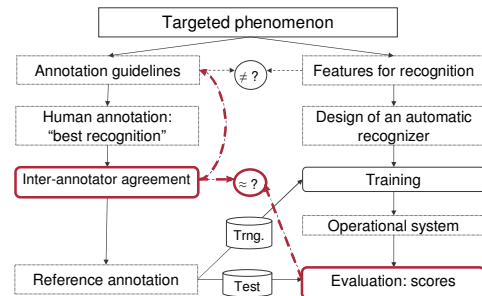 Targeted phenomenon
Annotation guidelines
≠ ?
Features for recognition
Human annotation:
“best recognition”
Design of an automatic
recognizer
Inter-annotator agreement
≈ ?
Training
Trng.
Operational system
Reference annotation
Test
Evaluation: scores